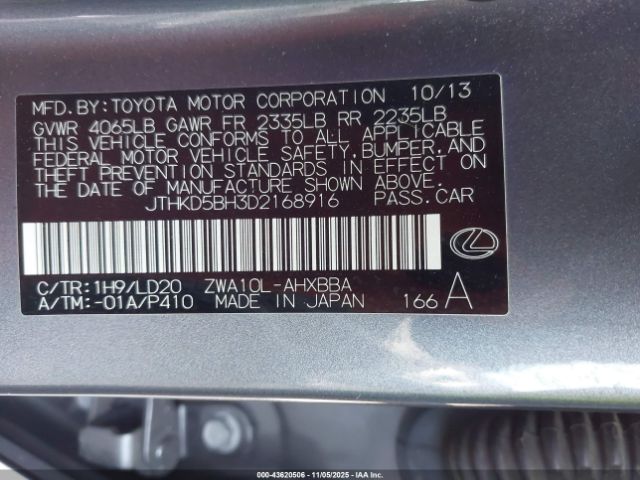 MFD.BY:TOYOTA MOTOR CORPORATION 10/13
GVWR 4065LB GAWR FR 2335LB RR 2235LB
THIS VEHICLE CONFORMS TO ALL APPLICABLE
FEDERAL MOTOR VEHICLE SAFETY,BUMPER,AND
THEFT PREVENTION STANDARDS IN EFFECT ON
THE DATE OF MANUFACTURE SHOWN ABOVE.
JTHKD5BH3D2168916 PASS.CAR
C/TR:1H9/LD20 ZWA10L-AHXBBA
A/TM:-01A/P410 MADE IN JAPAN 166 A
00-43620506 - 11/05/2025 - IAA Inc.